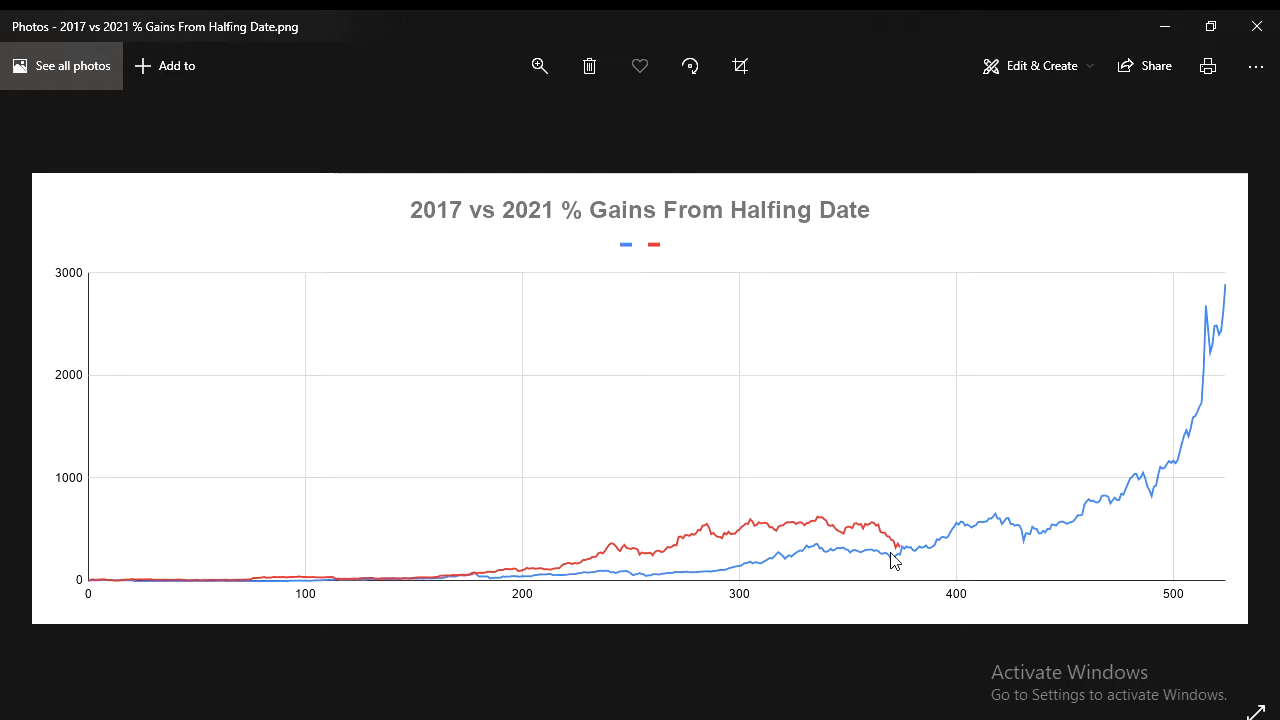 Photos - 2017 vs 2021 % Gains From Halfing Date.png
See all photos
Add to
Edit & Create
Share
2017 vs 2021 % Gains From Halfing Date
3000
2000
1000
0
0 100 200 300 400 500
Activate Windows
Go to Settings to activate Windows.